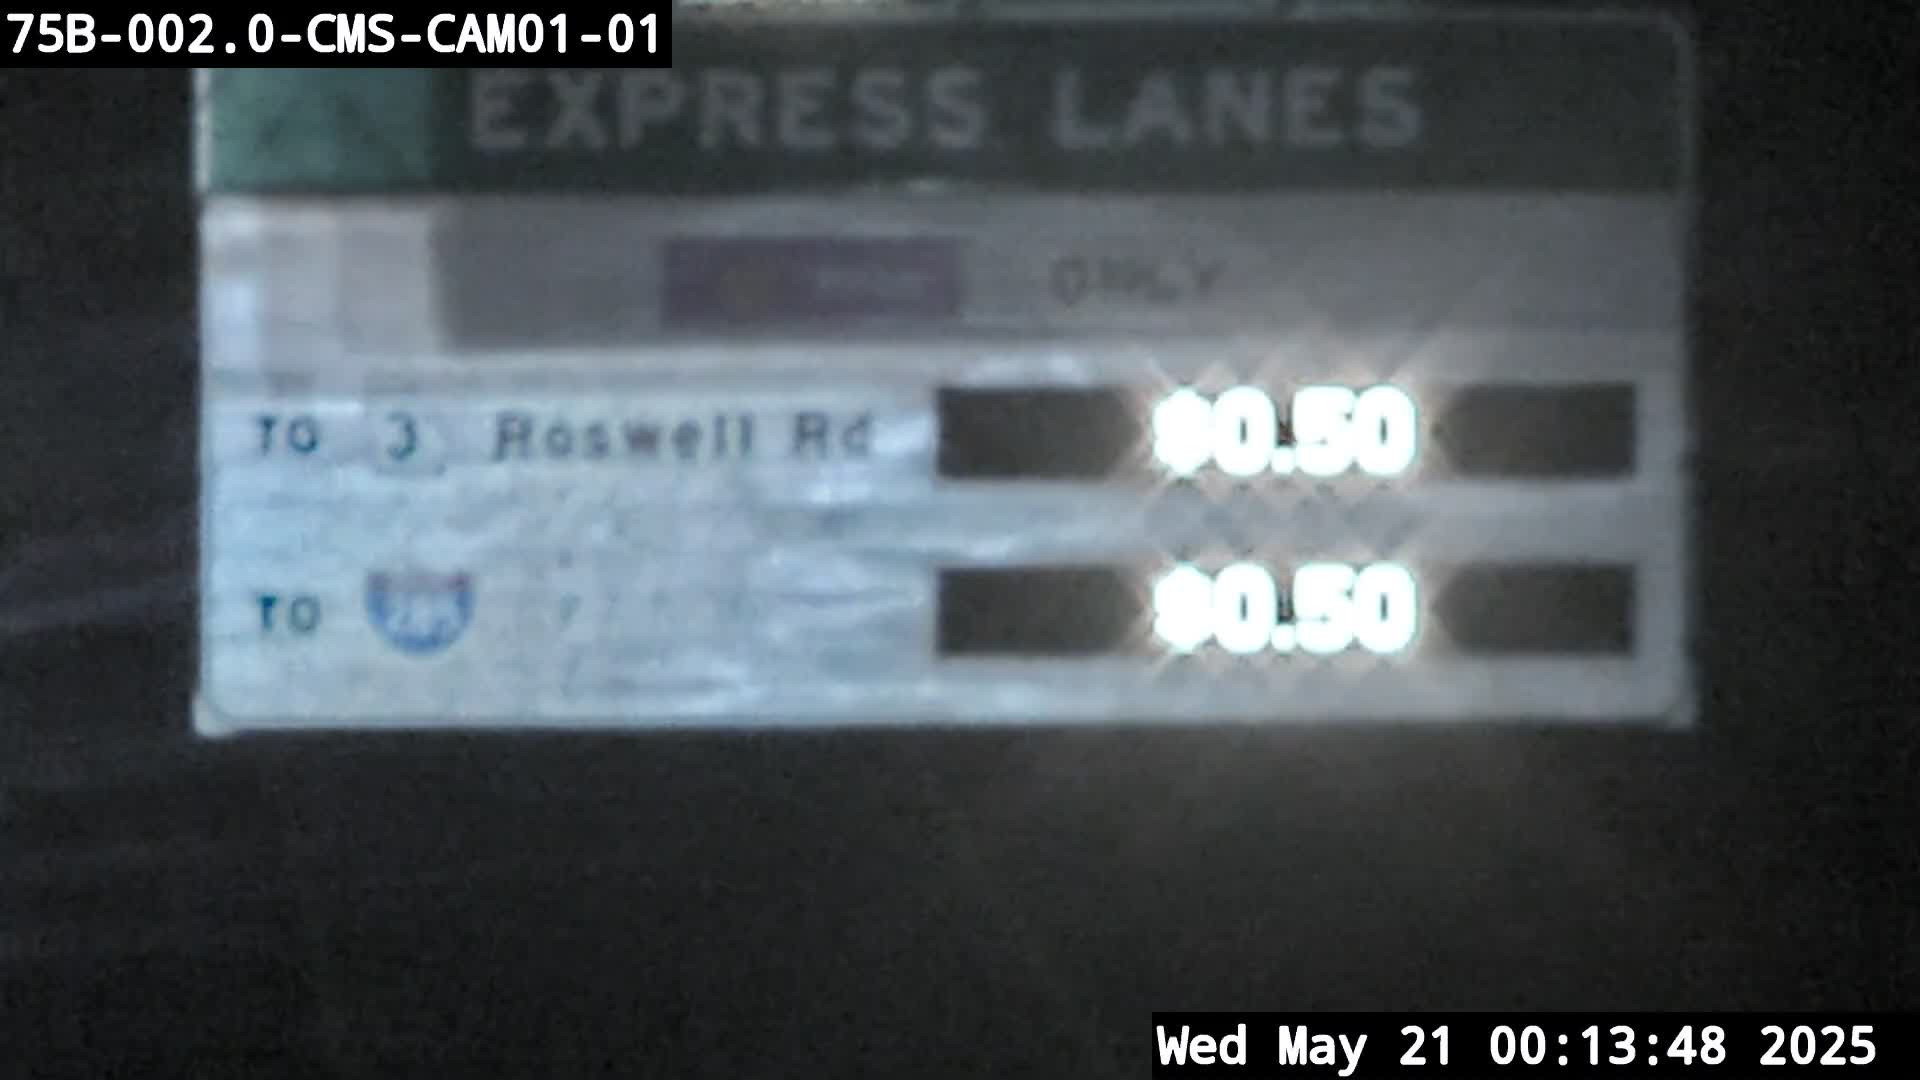 75B-002.0-CMS-CAM01-01
EXPRESS LANES
ONLY
TO 3 Roswell Rd $0.50
TO 285 $0.50
Wed May 21 00:13:48 2025